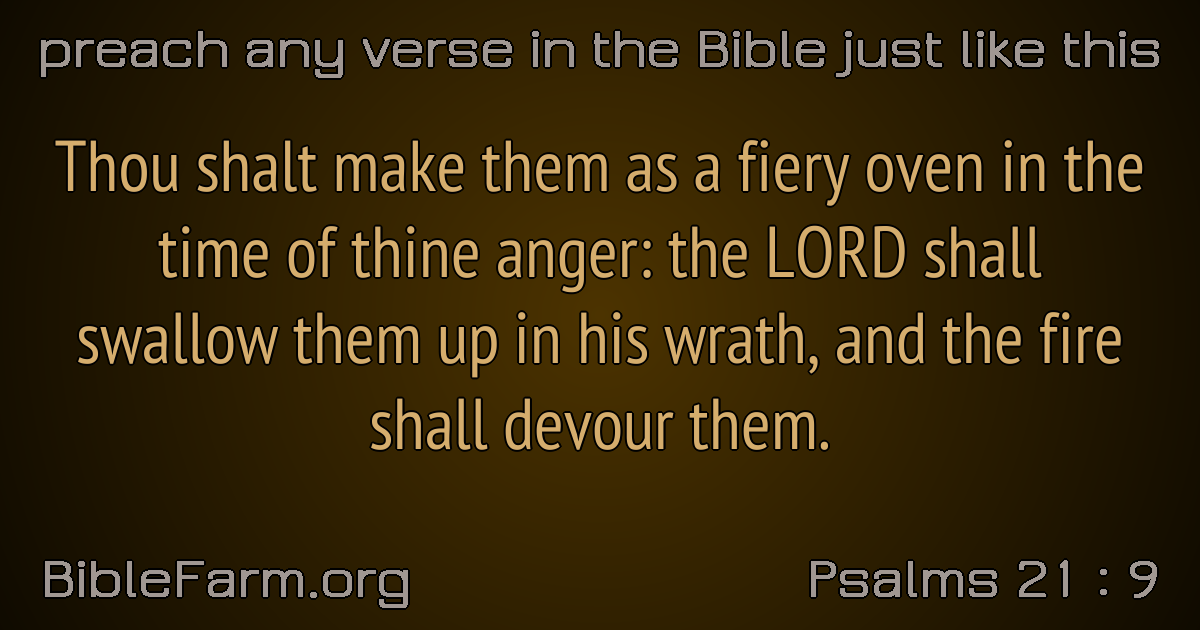 preach any verse in the Bible just like this
Thou shalt make them as a fiery oven in the
time of thine anger: the LORD shall
swallow them up in his wrath, and the fire
shall devour them.
BibleFarm.org
Psalms 21 : 9